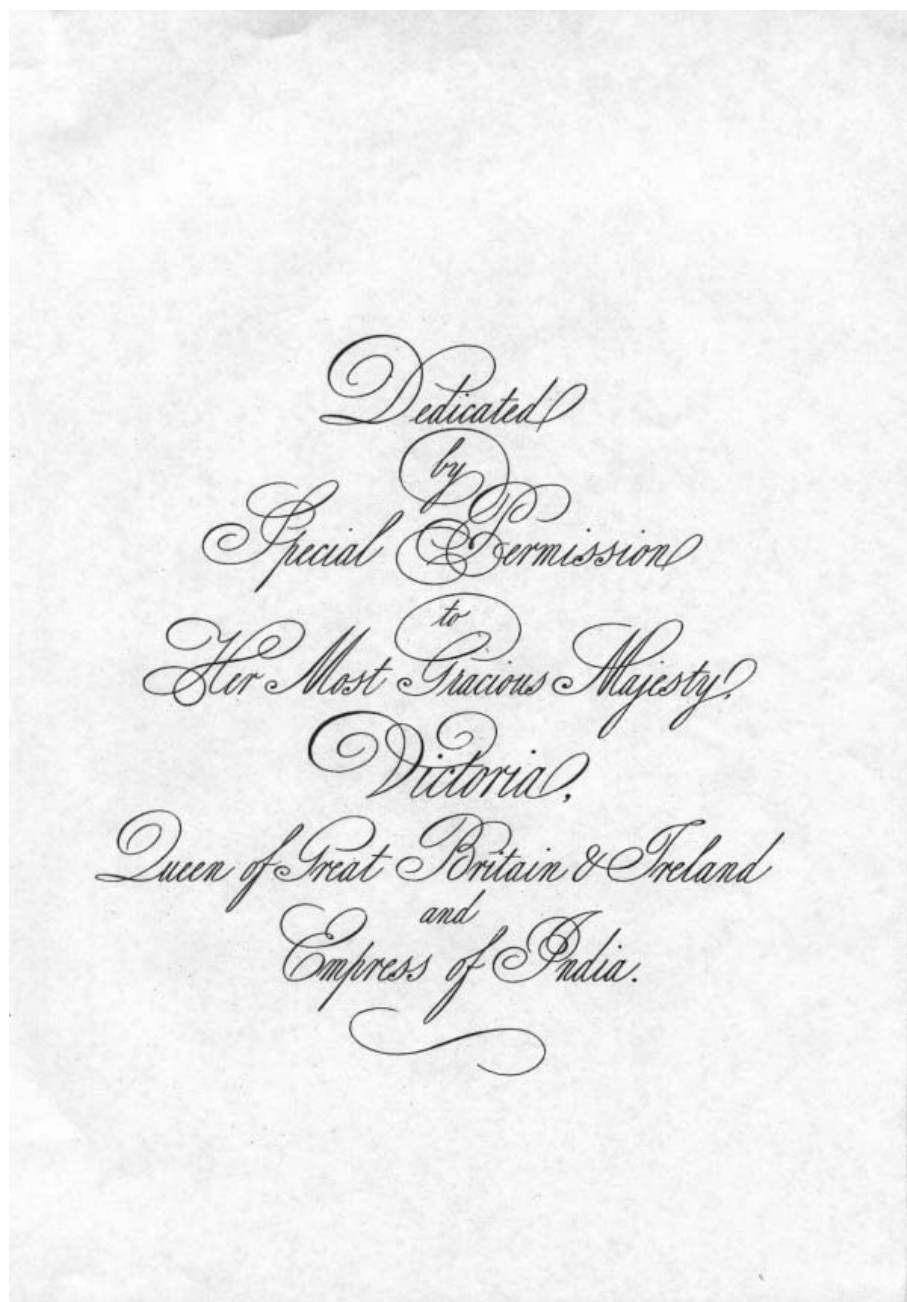 Dedicated
by
Special Permission
to
Her Most Gracious Majesty,
Victoria,
Queen of Great Britain & Ireland
and
Empress of India.